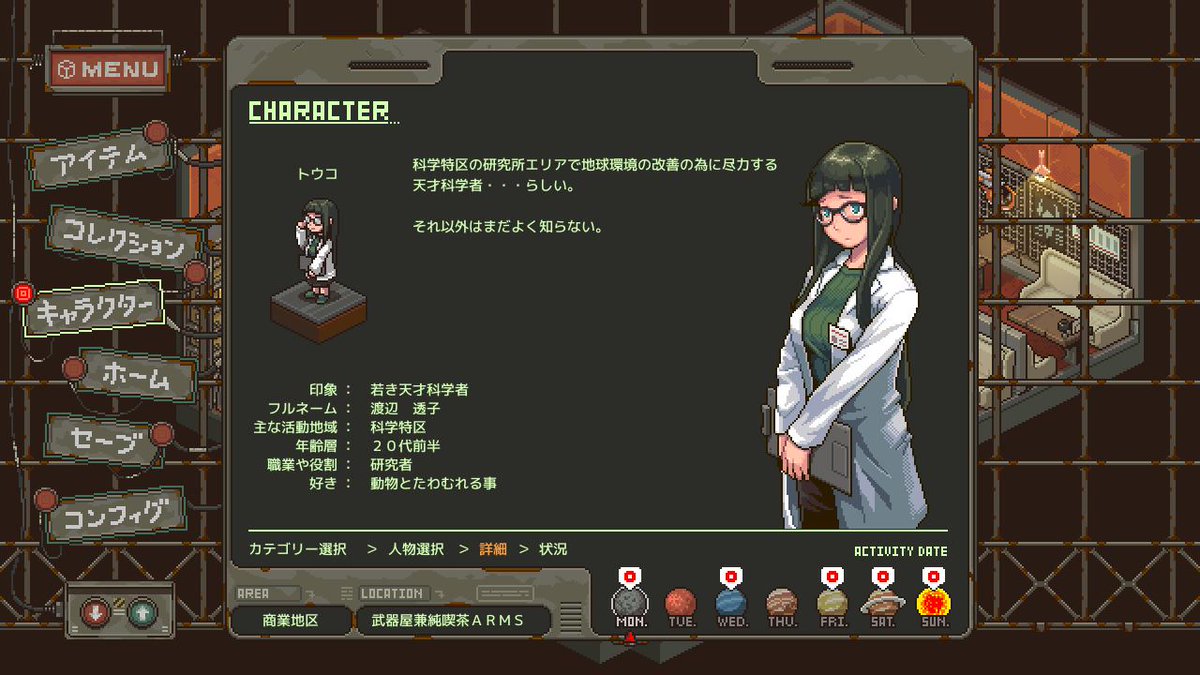 MENU
アイテム
コレクション
キャラクター
ホーム
セーブ
コンフィグ
CHARACTER...
トウコ
科学特区の研究所エリアで地球環境の改善の為に尽力する
天才科学者・・・らしい。
それ以外はまだよく知らない。
印象： 若き天才科学者
フルネーム： 渡辺　透子
主な活動地域： 科学特区
年齢層： ２０代前半
職業や役割： 研究者
好き： 動物とたわむれる事
カテゴリー選択 > 人物選択 > 詳細 > 状況
ACTIVITY DATE
AREA
LOCATION
商業地区
武器屋兼純喫茶ＡＲＭＳ
MON. TUE. WED. THU. FRI. SAT. SUN.